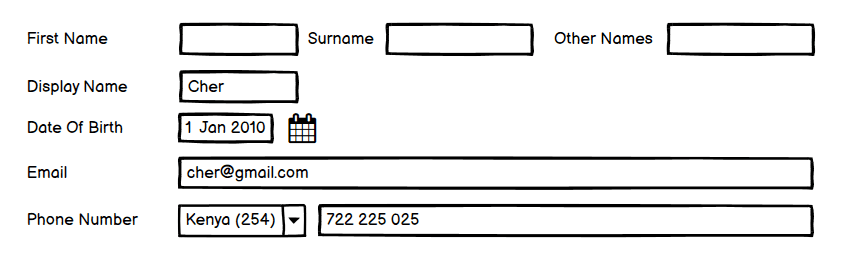 First Name Surname Other Names
Display Name Cher
Date Of Birth 1 Jan 2010
Email cher@gmail.com
Phone Number Kenya (254) 722 225 025